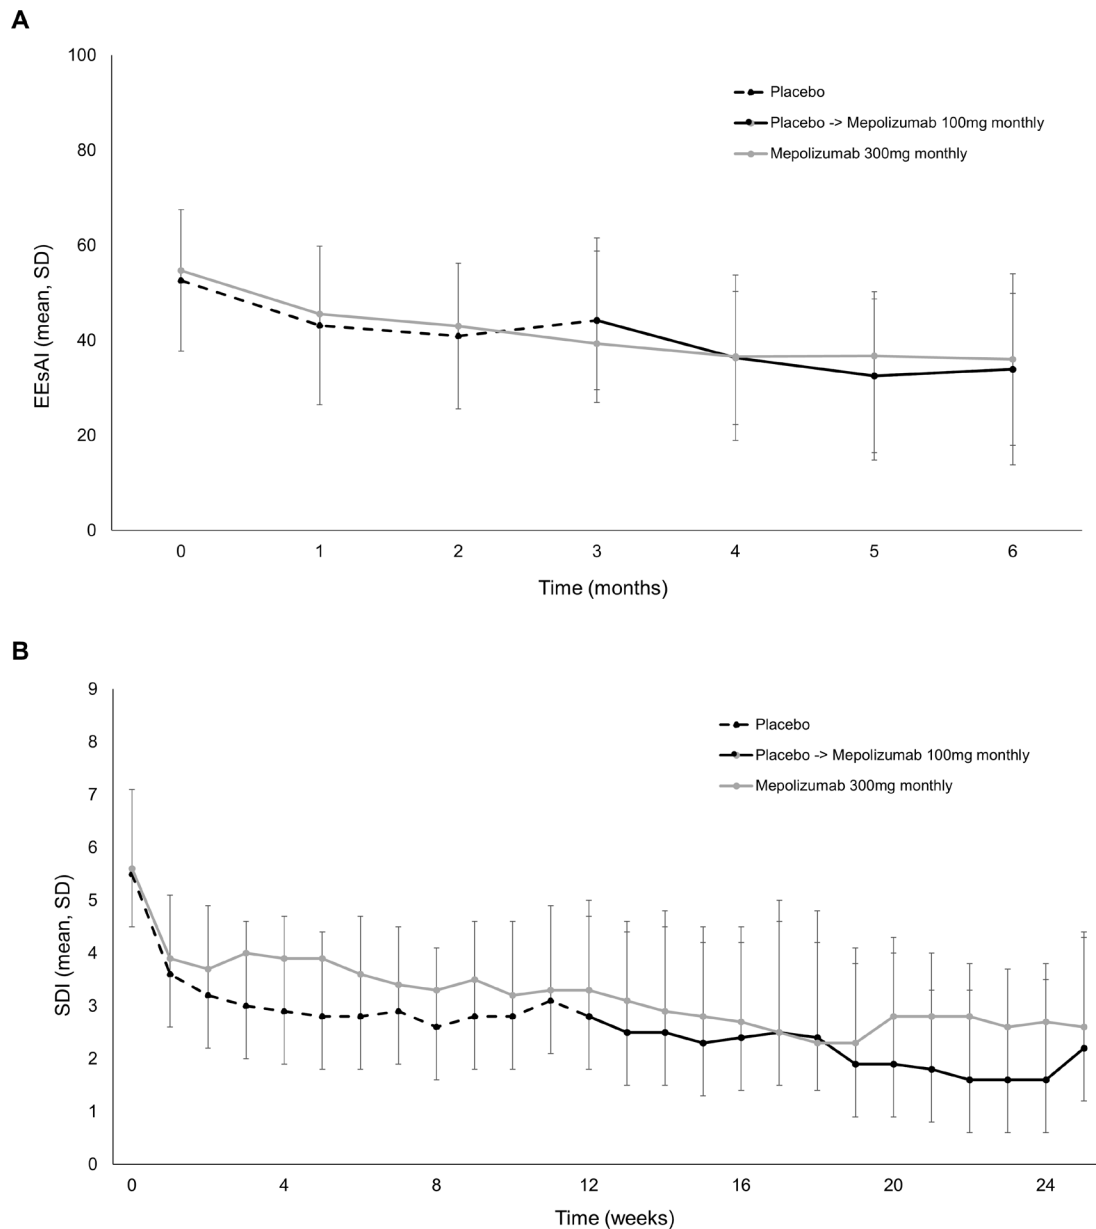 A
100
80
60
40
20
0
EEsAI (mean, SD)
Placebo
Placebo -> Mepolizumab 100mg monthly
Mepolizumab 300mg monthly
0 1 2 3 4 5 6
Time (months)
B
9
8
7
6
5
4
3
2
1
0
SDI (mean, SD)
Placebo
Placebo -> Mepolizumab 100mg monthly
Mepolizumab 300mg monthly
0 4 8 12 16 20 24
Time (weeks)